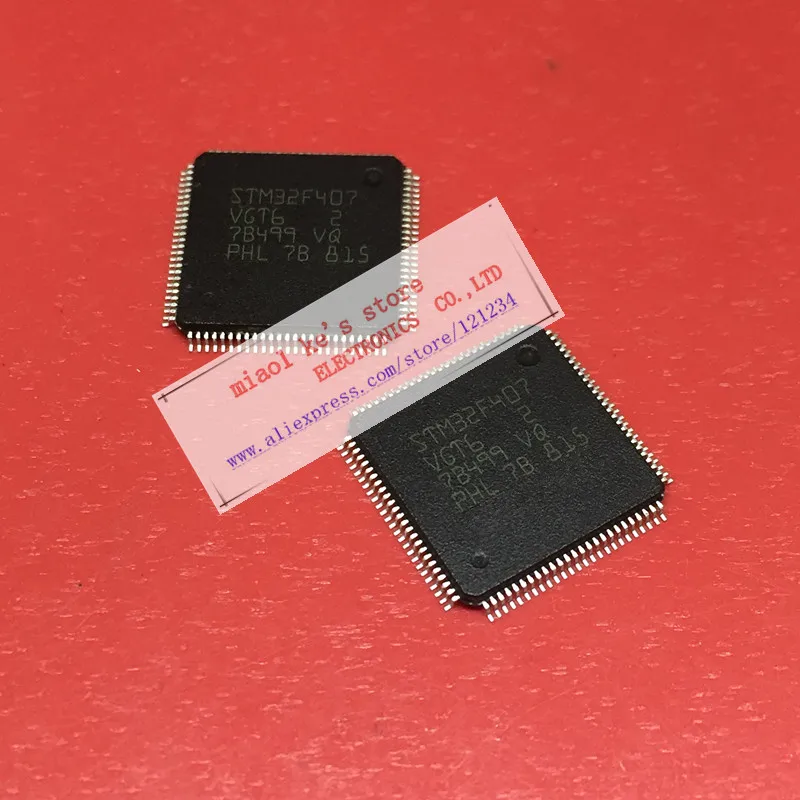 STM32F407
VGT6 2
7B499 VQ
PHL 7B 815
miaol ke's store
ELECTRONICS CO.,LTD
www.aliexpress.com/store/121234
STM32F407
VGT6 2
7B499 VQ
PHL 7B 815